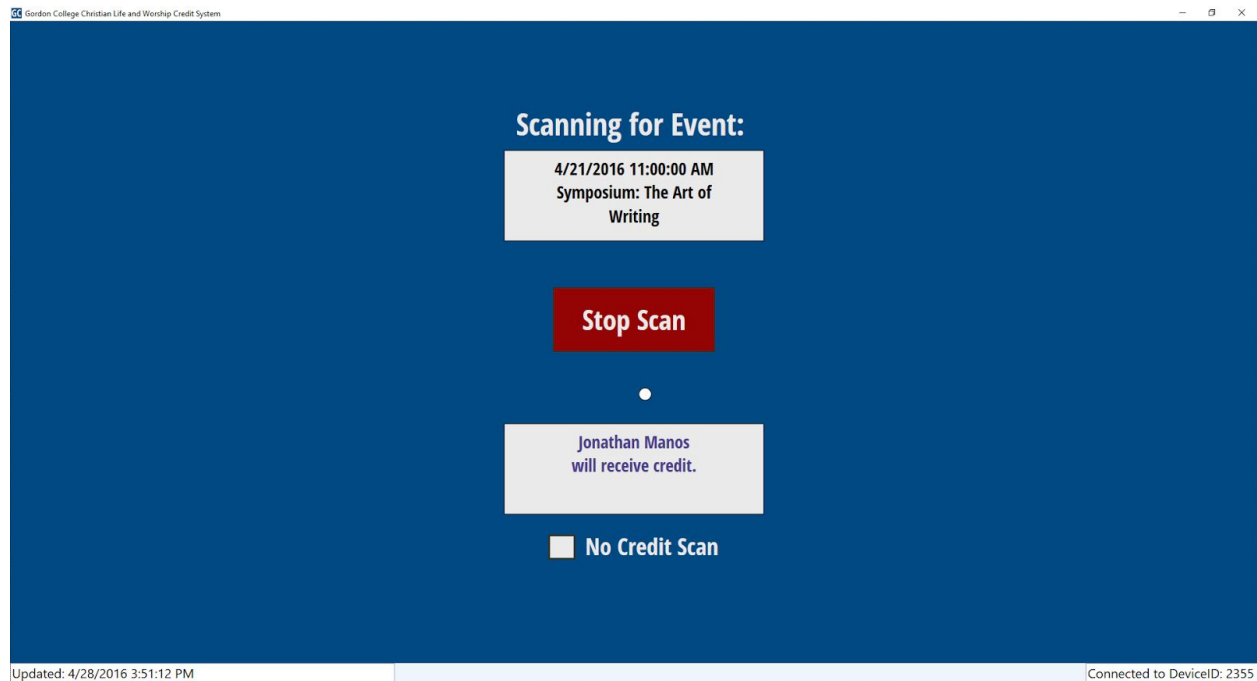 GC Gordon College Christian Life and Worship Credit System
Scanning for Event:
4/21/2016 11:00:00 AM
Symposium: The Art of
Writing
Stop Scan
Jonathan Manos
will receive credit.
No Credit Scan
Updated: 4/28/2016 3:51:12 PM
Connected to DeviceID: 2355